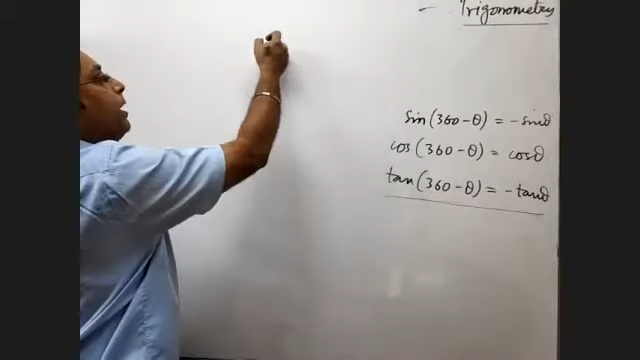 Trigonometry
sin(360-θ) = -sinθ
cos(360-θ) = cosθ
tan(360-θ) = -tanθ